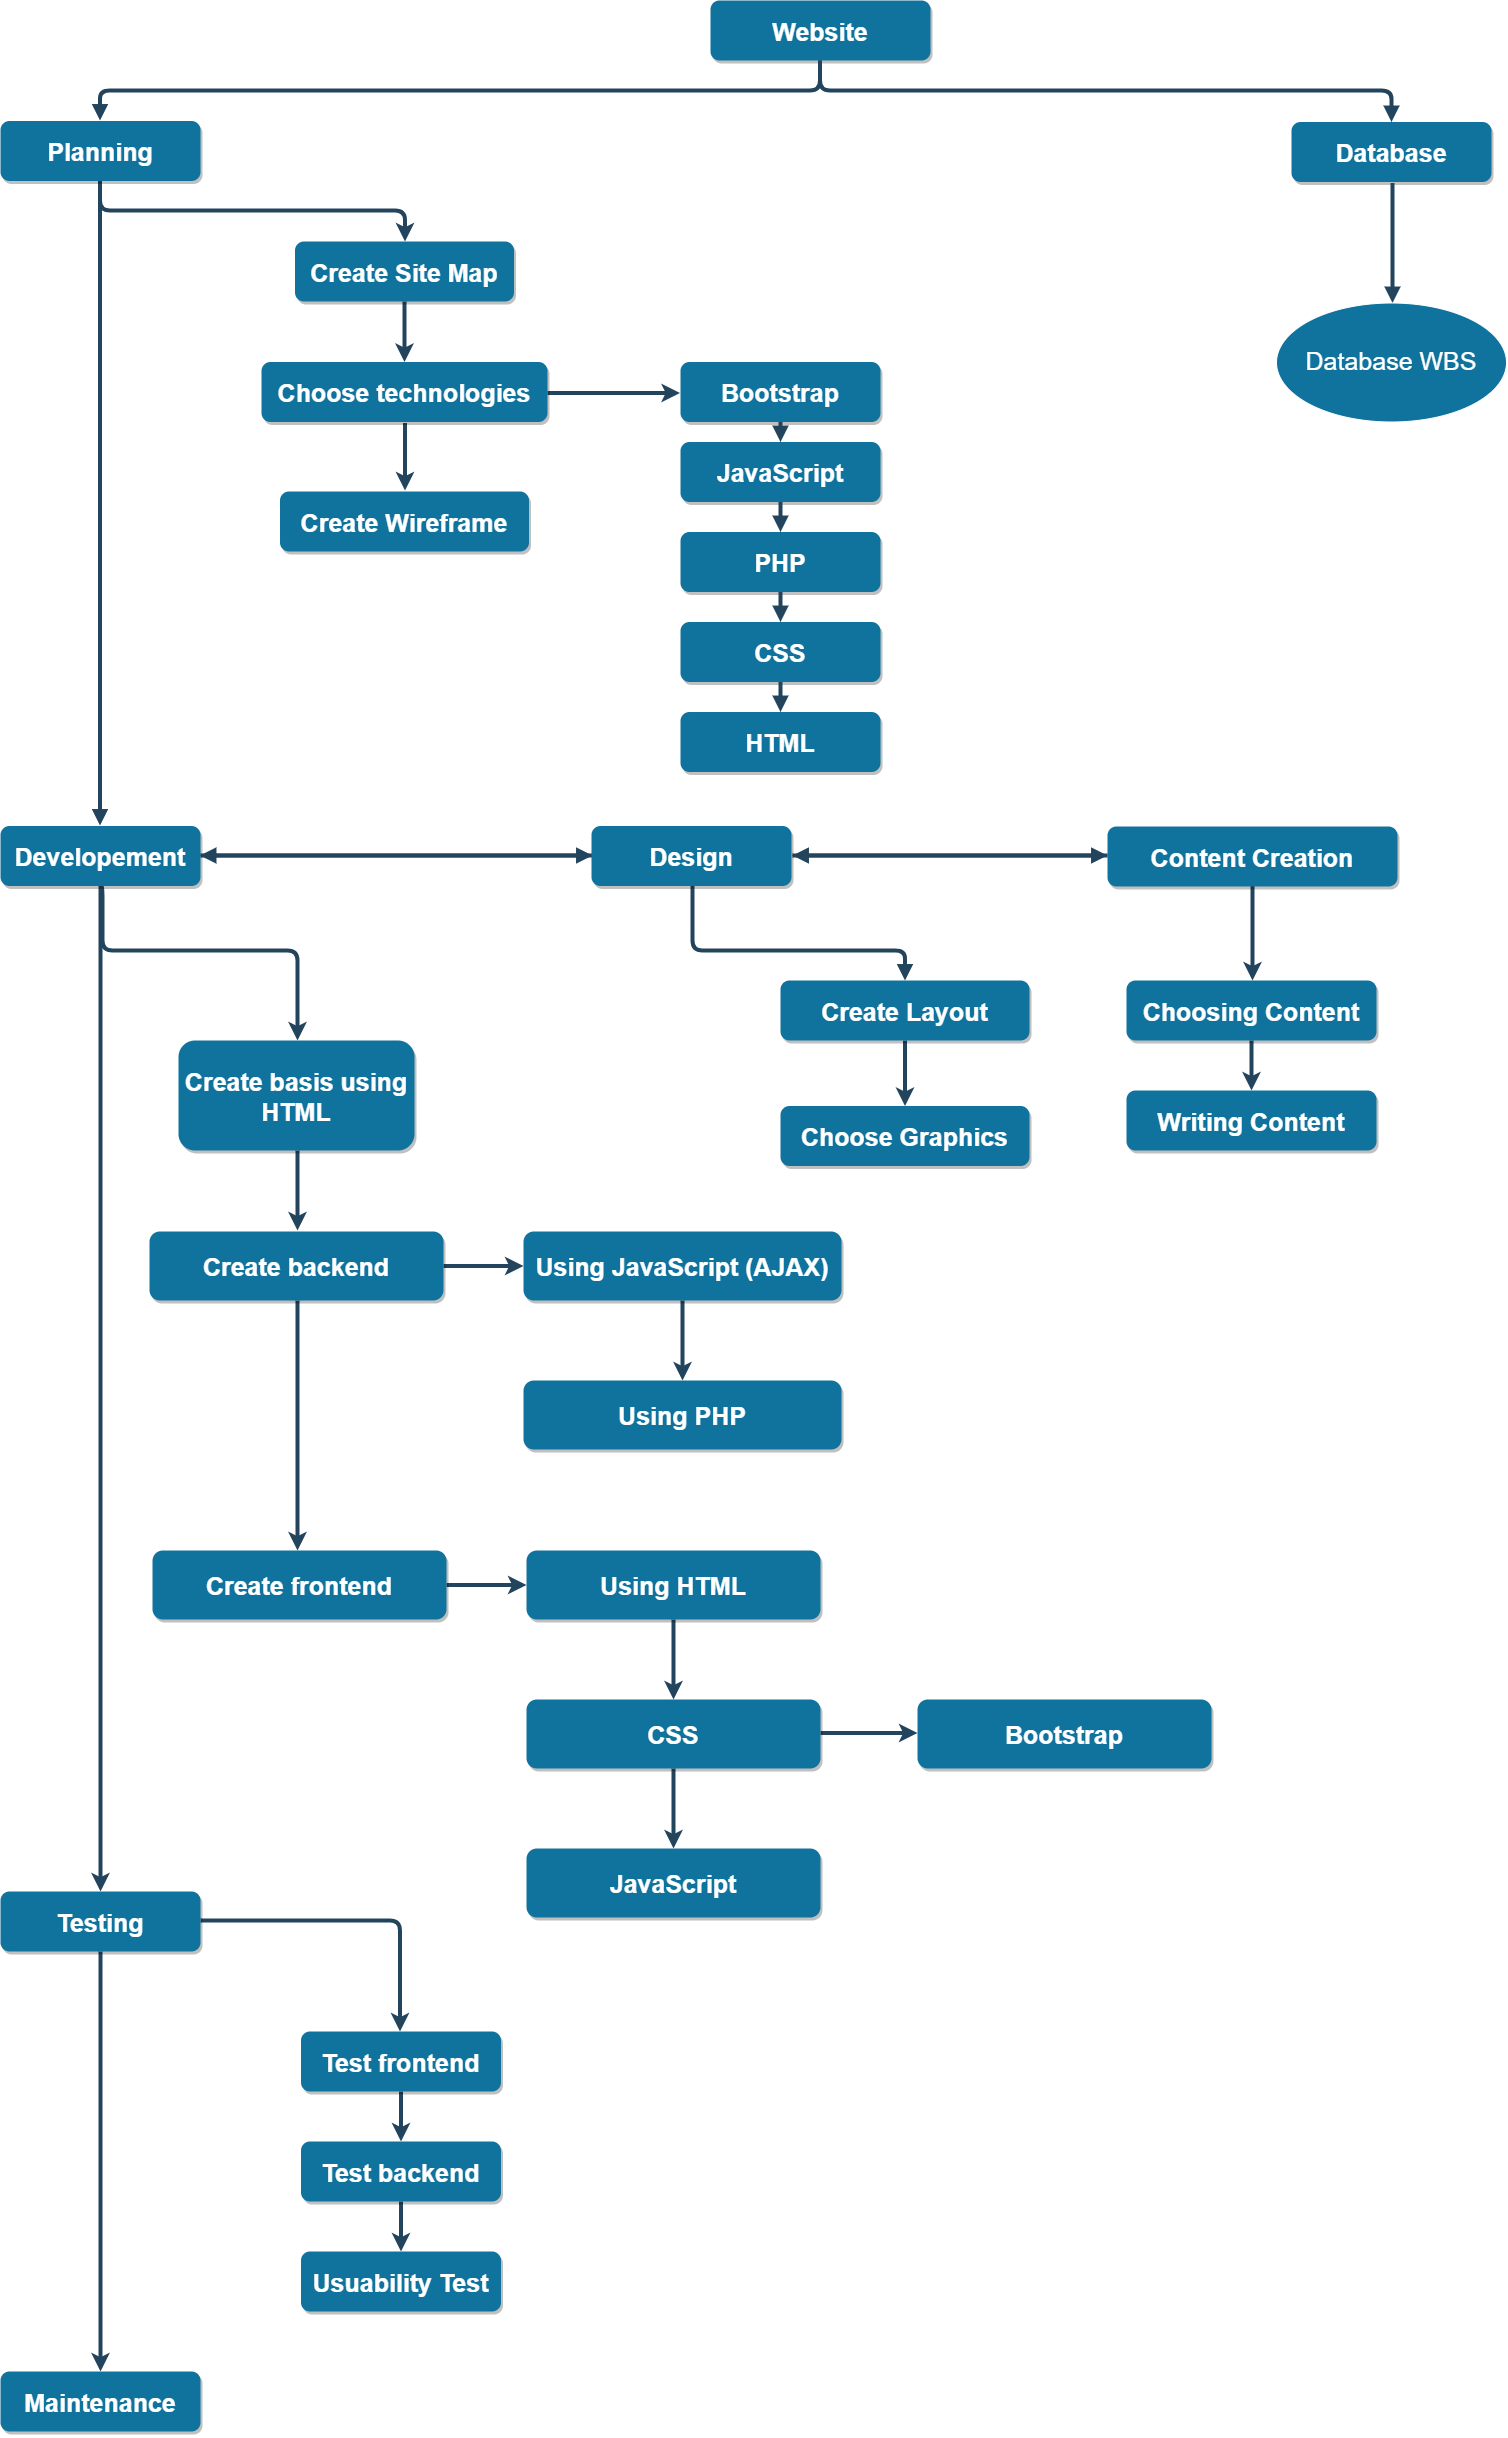 Website
Planning
Database
Create Site Map
Database WBS
Choose technologies
Bootstrap
JavaScript
Create Wireframe
PHP
CSS
HTML
Developement
Design
Content Creation
Create Layout
Choosing Content
Create basis using
HTML
Choose Graphics
Writing Content
Create backend
Using JavaScript (AJAX)
Using PHP
Create frontend
Using HTML
CSS
Bootstrap
JavaScript
Testing
Test frontend
Test backend
Usuability Test
Maintenance